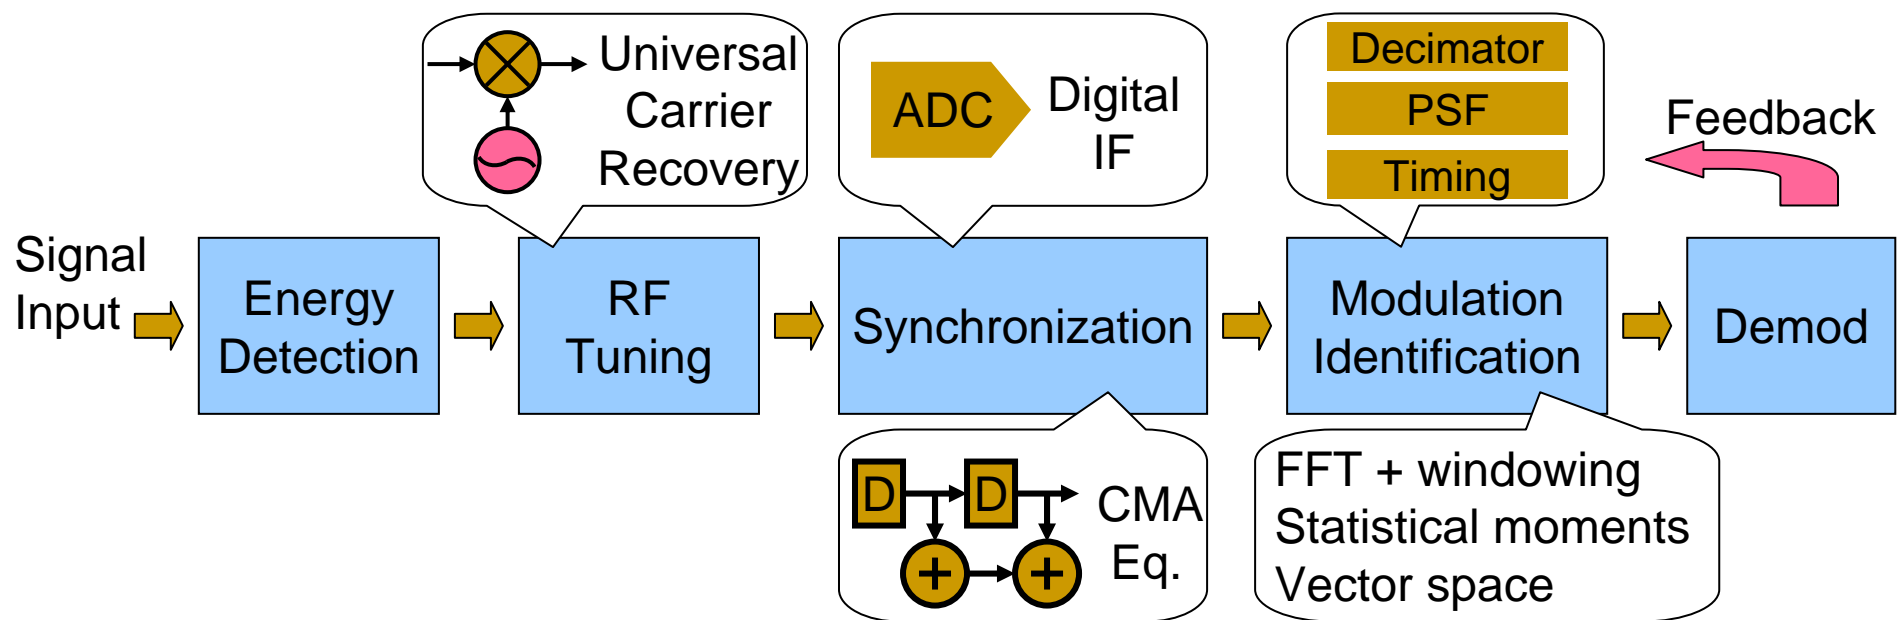 Universal
Carrier
Recovery
ADC
Digital
IF
Decimator
PSF
Timing
Feedback
Signal
Input
Energy
Detection
RF
Tuning
Synchronization
Modulation
Identification
Demod
D
D
CMA
Eq.
+
+
FFT + windowing
Statistical moments
Vector space